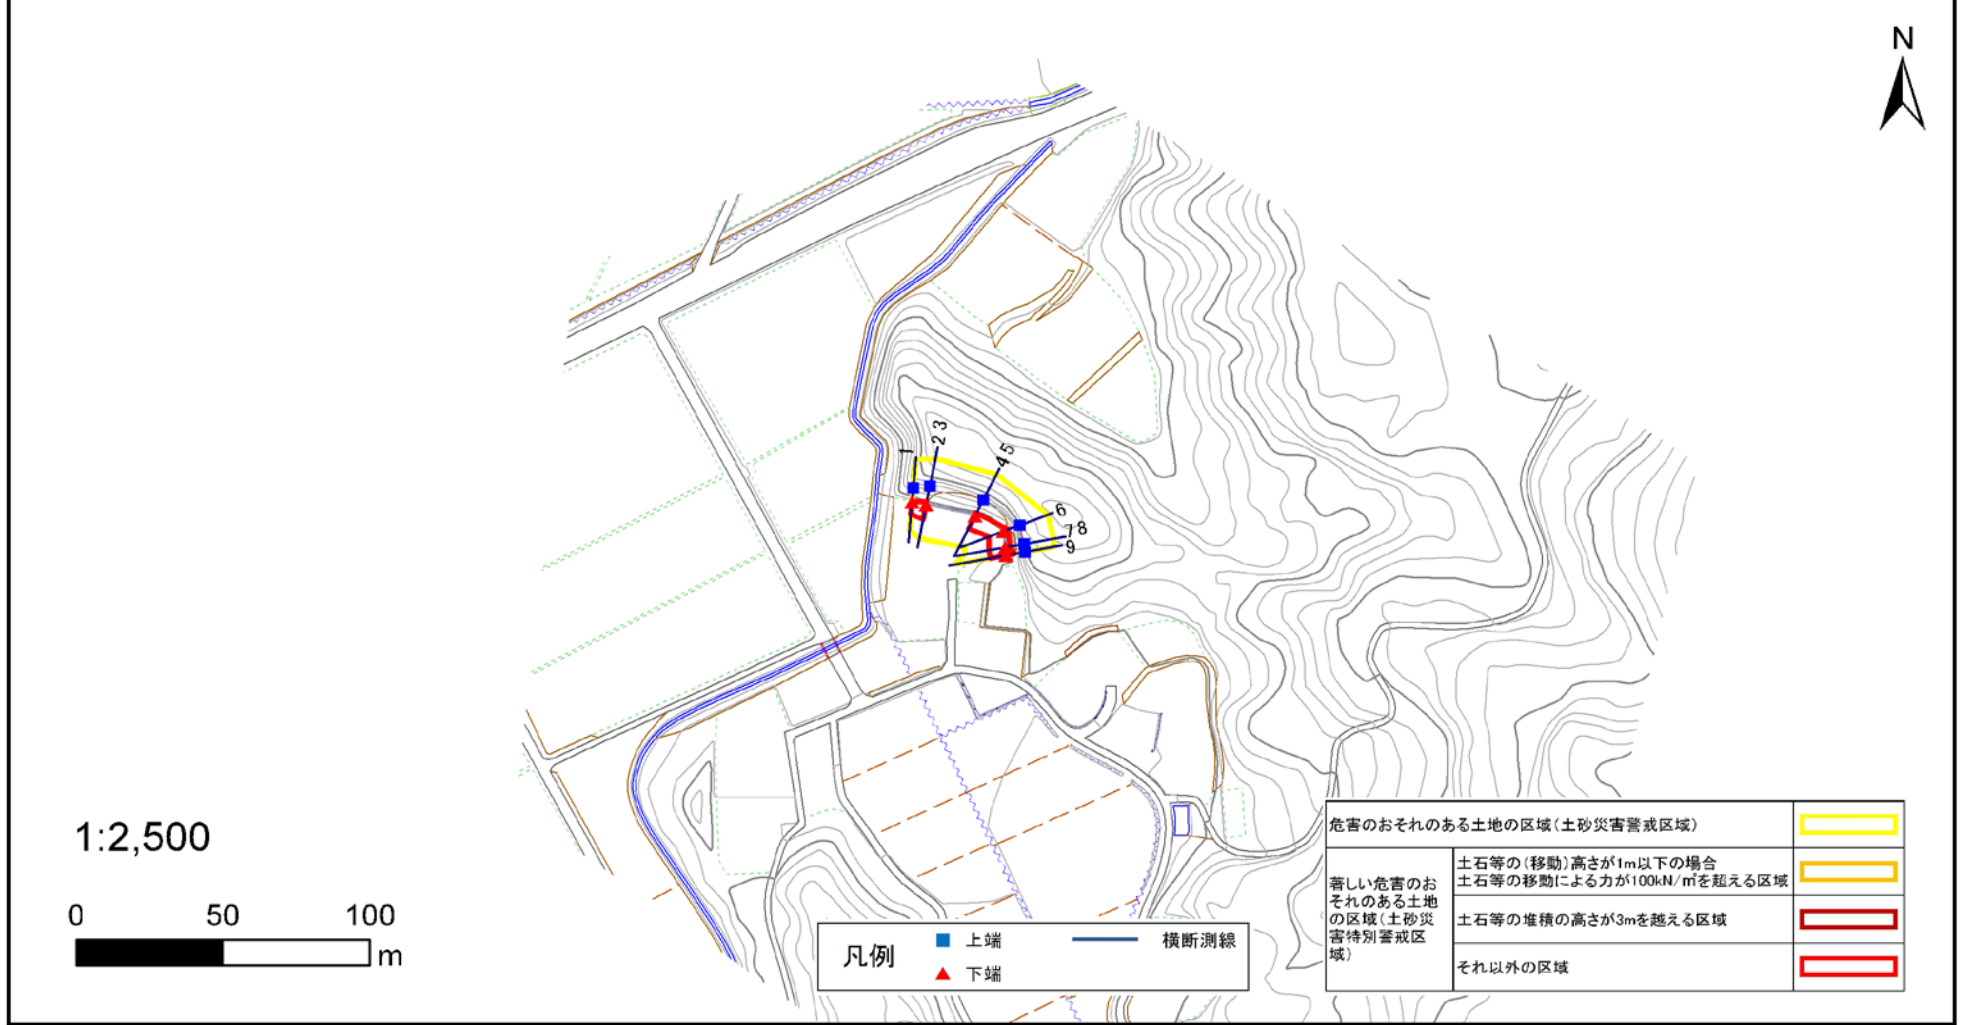 N
1
2 3
4 5
6
7 8
9
1:2,500
0 50 100
m
凡例
上端
横断測線
下端
危害のおそれのある土地の区域(土砂災害警戒区域)
著しい危害のお
それのある土地
の区域(土砂災
害特別警戒区
域)
土石等の(移動)高さが1m以下の場合
土石等の移動による力が100kN/㎡を超える区域
土石等の堆積の高さが3mを越える区域
それ以外の区域